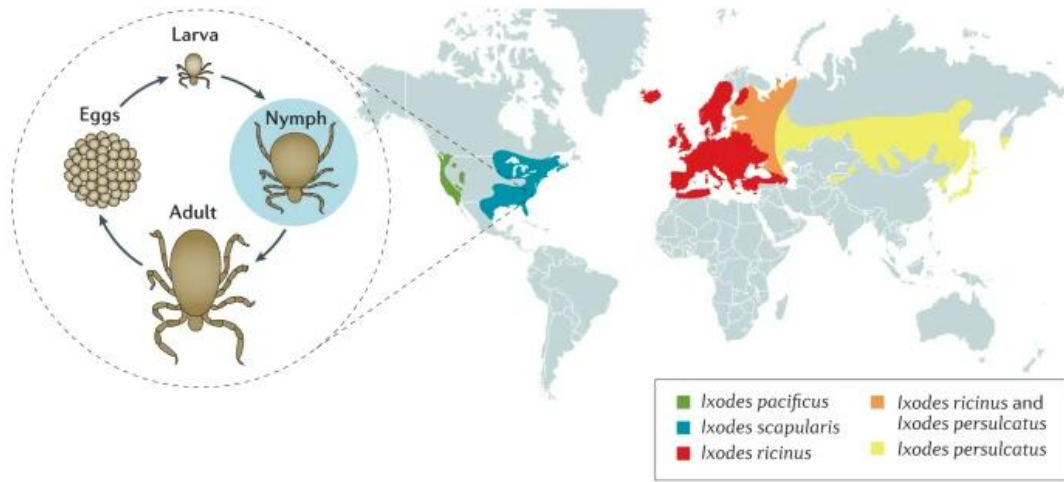 Larva
Eggs
Nymph
Adult
Ixodes pacificus
Ixodes scapularis
Ixodes ricinus
Ixodes ricinus and
Ixodes persulcatus
Ixodes persulcatus